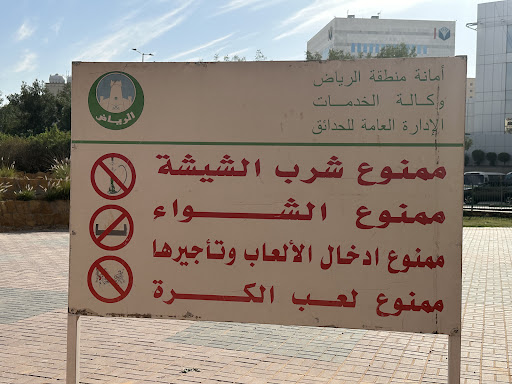 أمانة منطقة الرياض
وكالة الخدمات
الإدارة العامة للحدائق
الرياض
ممنوع شرب الشيشة
ممنوع الشواء
ممنوع ادخال الألعاب وتأجيرها
ممنوع لعب الكرة